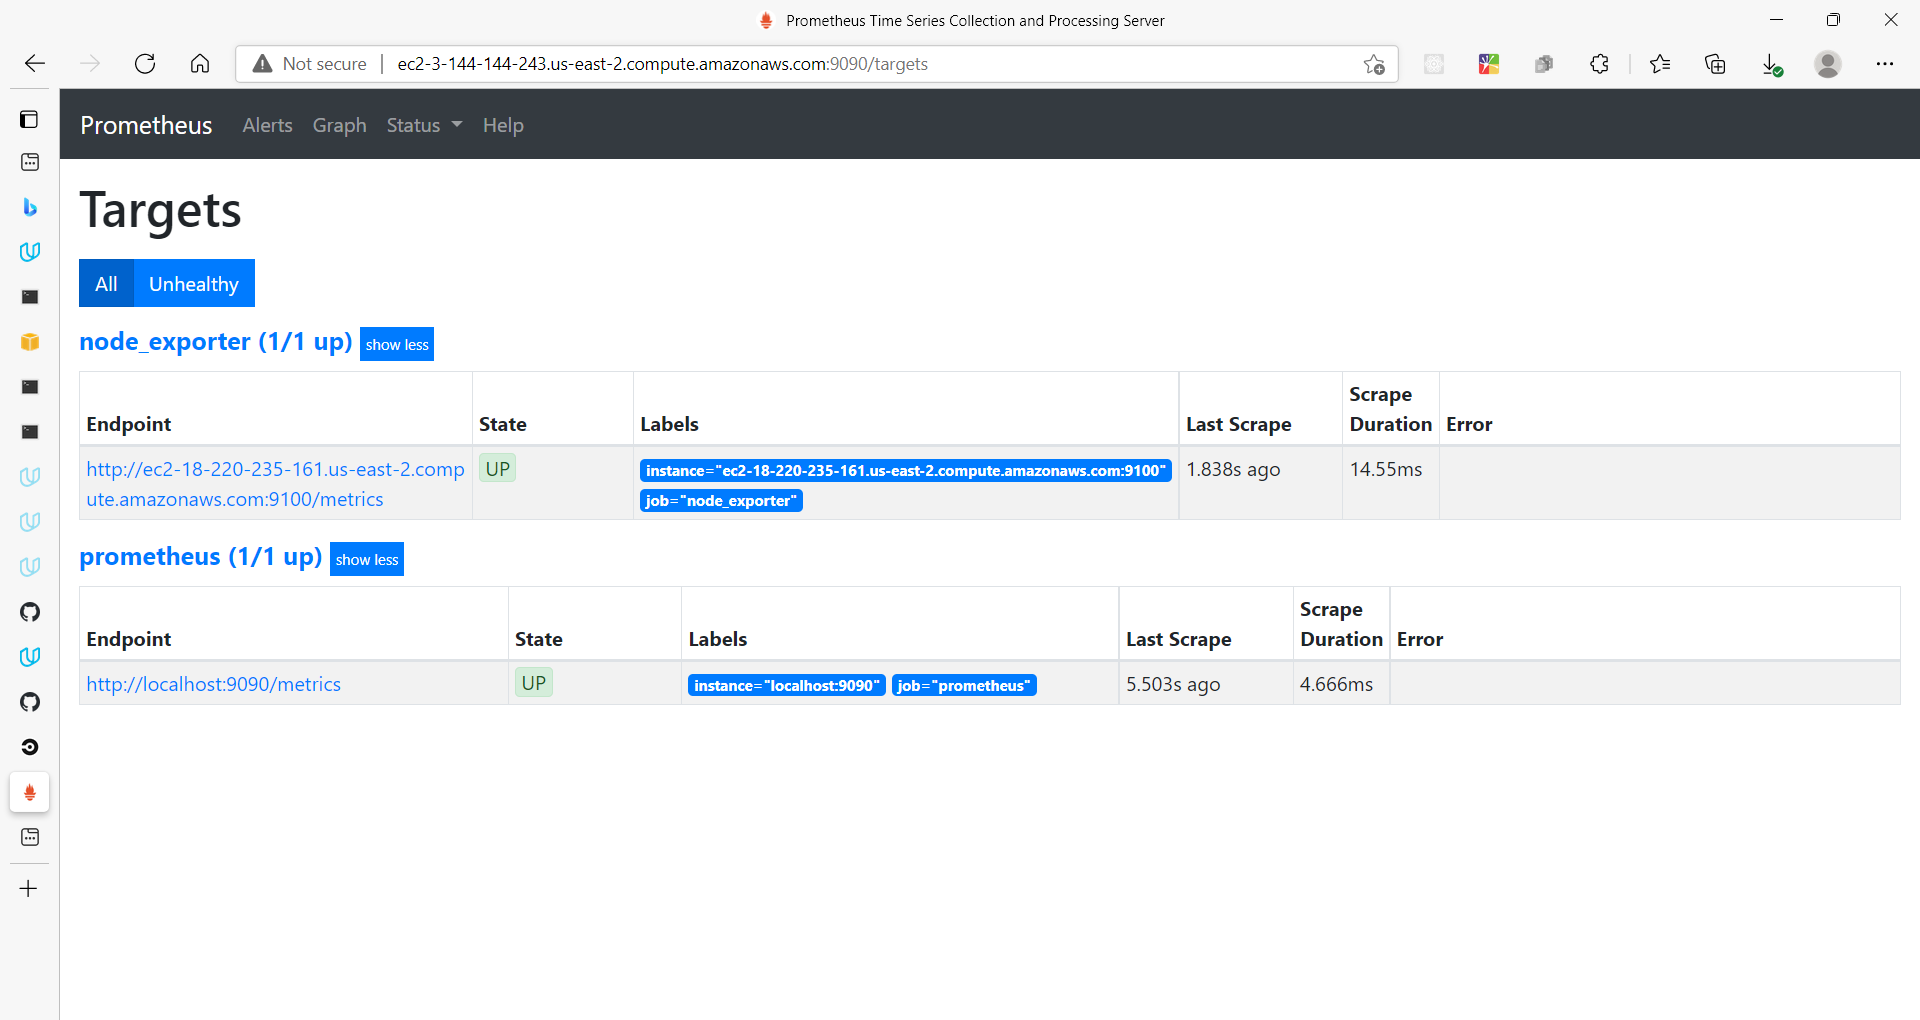 Prometheus Time Series Collection and Processing Server
Not secure | ec2-3-144-144-243.us-east-2.compute.amazonaws.com:9090/targets
Prometheus Alerts Graph Status Help
Targets
All Unhealthy
node_exporter (1/1 up) show less
Endpoint State Labels Last Scrape Scrape Duration Error
http://ec2-18-220-235-161.us-east-2.comp
ute.amazonaws.com:9100/metrics
UP
instance="ec2-18-220-235-161.us-east-2.compute.amazonaws.com:9100"
job="node_exporter"
1.838s ago
14.55ms
prometheus (1/1 up) show less
Endpoint State Labels Last Scrape Scrape Duration Error
http://localhost:9090/metrics UP instance="localhost:9090" job="prometheus" 5.503s ago 4.666ms